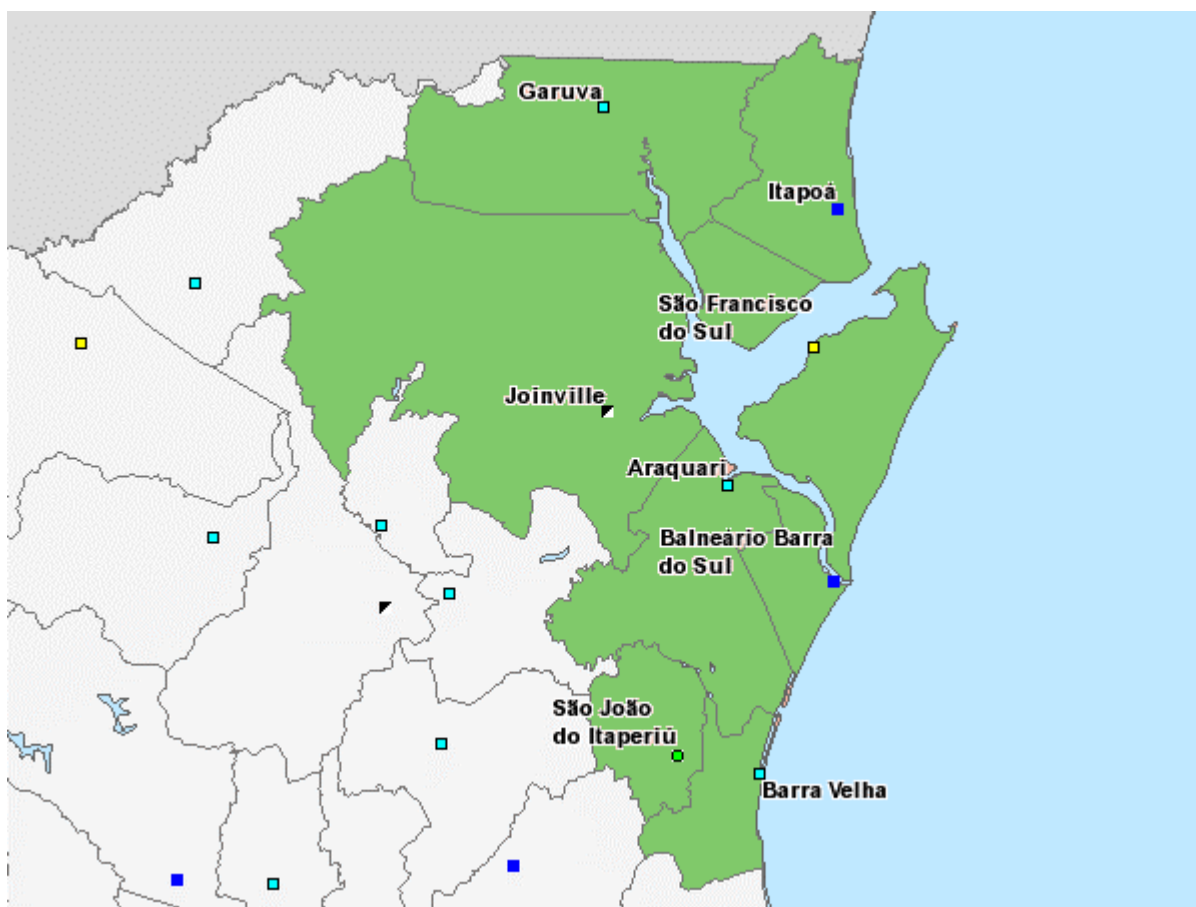 Garuva
Itapoá
São Francisco
do Sul
Joinville
Araquari
Balneário Barra
do Sul
São João
do Itaperiú
Barra Velha